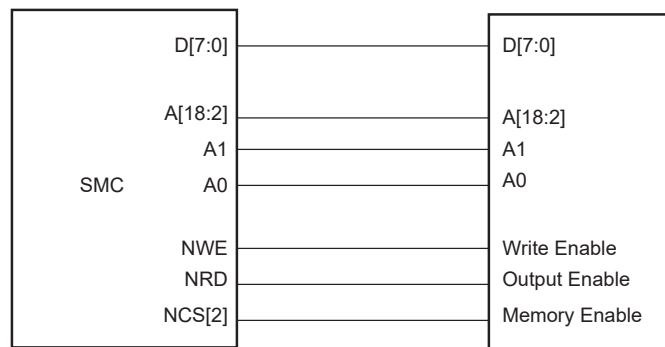 D[7:0] D[7:0]
A[18:2] A[18:2]
A1 A1
SMC A0 A0
NWE Write Enable
NRD Output Enable
NCS[2] Memory Enable